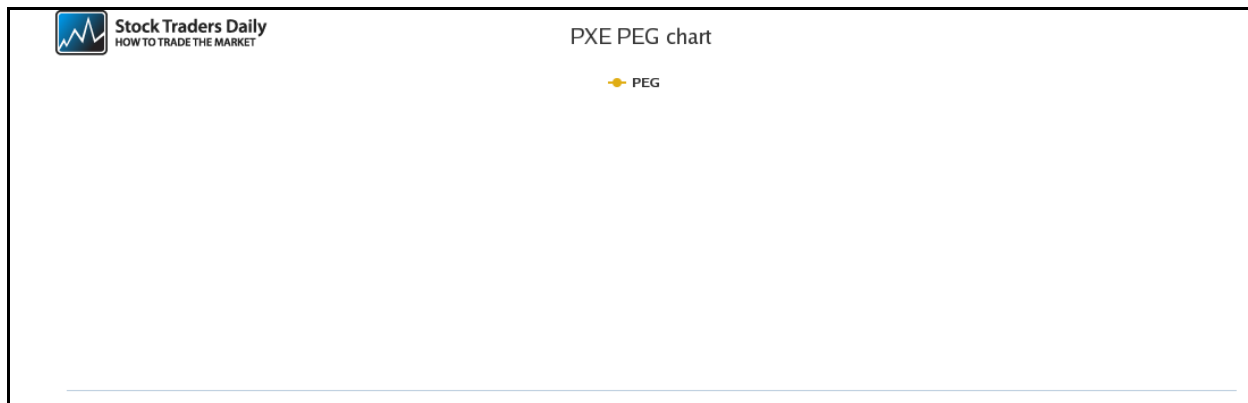 Stock Traders Daily
HOW TO TRADE THE MARKET
PXE PEG chart
PEG